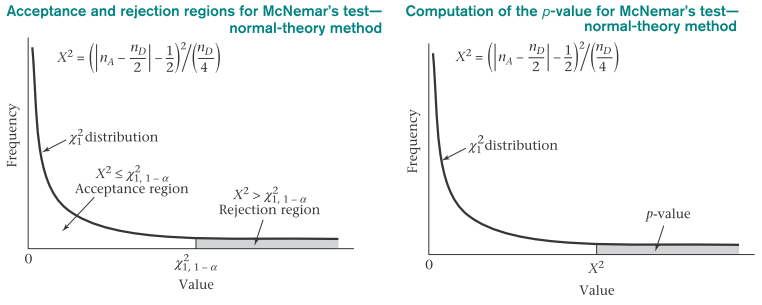 Acceptance and rejection regions for McNemar's test—
normal-theory method
X² = (|n_A − n_D/2| − 1/2)²/(n_D/4)
Frequency
χ²₁ distribution
X² ≤ χ²₁, ₁ − α
Acceptance region
X² > χ²₁, ₁ − α
Rejection region
0
χ²₁, ₁ − α
Value
Computation of the p-value for McNemar's test—
normal-theory method
X² = (|n_A − n_D/2| − 1/2)²/(n_D/4)
Frequency
χ²₁ distribution
p-value
0
X²
Value